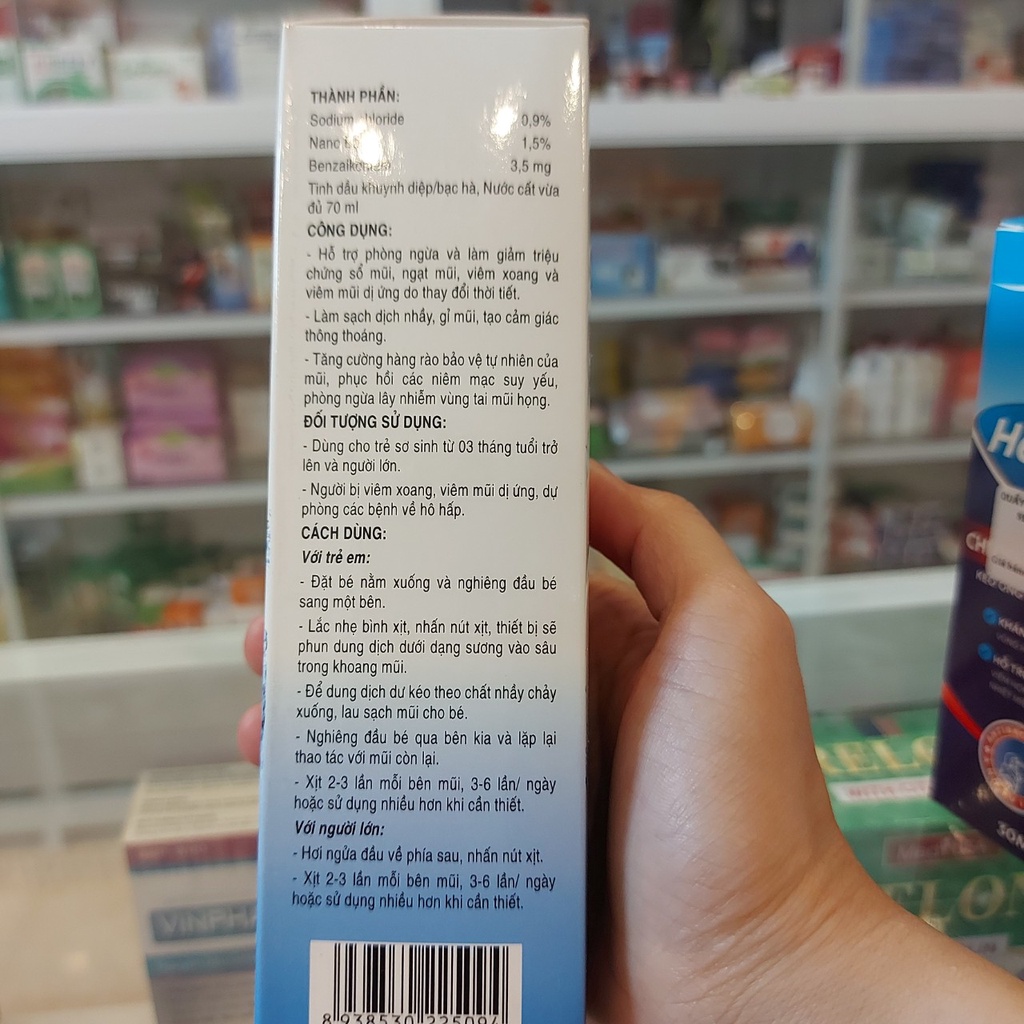 THÀNH PHẦN:
Sodium 0,9%
Nano 1,5%
3,5 mg
Tinh dầu khuynh diệp/bạc hà, Nước cất vừa
đủ 70 ml
CÔNG DỤNG:
- Hỗ trợ phòng ngừa và làm giảm triệu
chứng sổ mũi, ngạt mũi, viêm xoang và
viêm mũi dị ứng do thay đổi thời tiết.
- Làm sạch dịch nhầy, gỉ mũi, tạo cảm giác
thông thoáng.
- Tăng cường hàng rào bảo vệ tự nhiên của
mũi, phục hồi các niêm mạc suy yếu,
phòng ngừa lây nhiễm vùng tai mũi họng.
ĐỐI TƯỢNG SỬ DỤNG:
- Dùng cho trẻ sơ sinh từ 03 tháng tuổi trở
lên và người lớn.
- Người bị viêm xoang, viêm mũi dị ứng, dự
phòng các bệnh về hô hấp.
CÁCH DÙNG:
Với trẻ em:
- Đặt bé nằm xuống và nghiêng đầu bé
sang một bên.
- Lắc nhẹ bình xịt, nhấn nút xịt, thiết bị sẽ
phun dung dịch dưới dạng sương vào sâu
trong khoang mũi.
- Để dung dịch dư kéo theo chất nhầy chảy
xuống, lau sạch mũi cho bé.
- Nghiêng đầu bé qua bên kia và lặp lại
thao tác với mũi còn lại.
- Xịt 2-3 lần mỗi bên mũi, 3-6 lần/ ngày
hoặc sử dụng nhiều hơn khi cần thiết.
Với người lớn:
- Hơi ngửa đầu về phía sau, nhấn nút xịt.
- Xịt 2-3 lần mỗi bên mũi, 3-6 lần/ ngày
hoặc sử dụng nhiều hơn khi cần thiết.
8 938530 225094